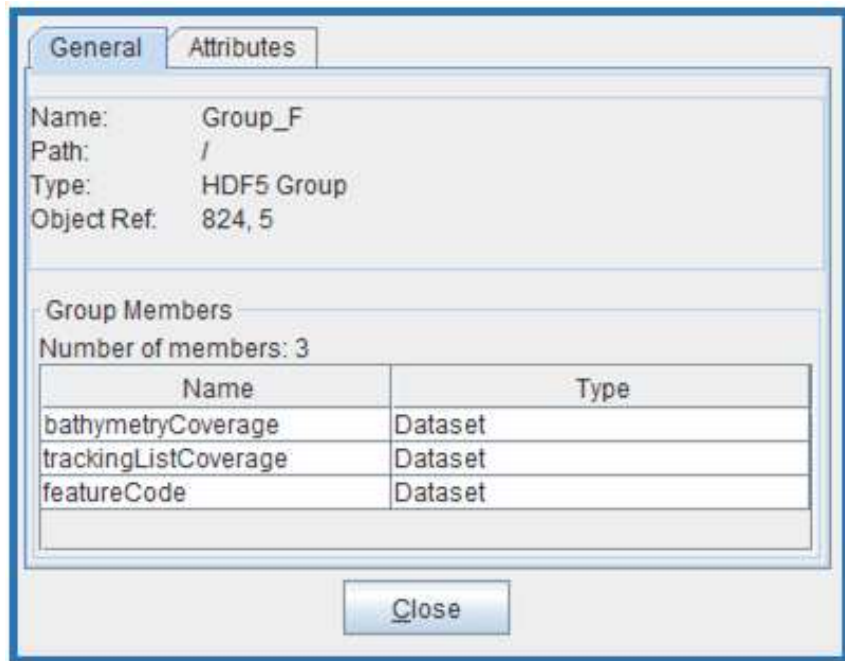 General Attributes
Name: Group_F
Path: /
Type: HDF5 Group
Object Ref: 824, 5
Group Members
Number of members: 3
Name Type
bathymetryCoverage Dataset
trackingListCoverage Dataset
featureCode Dataset
Close